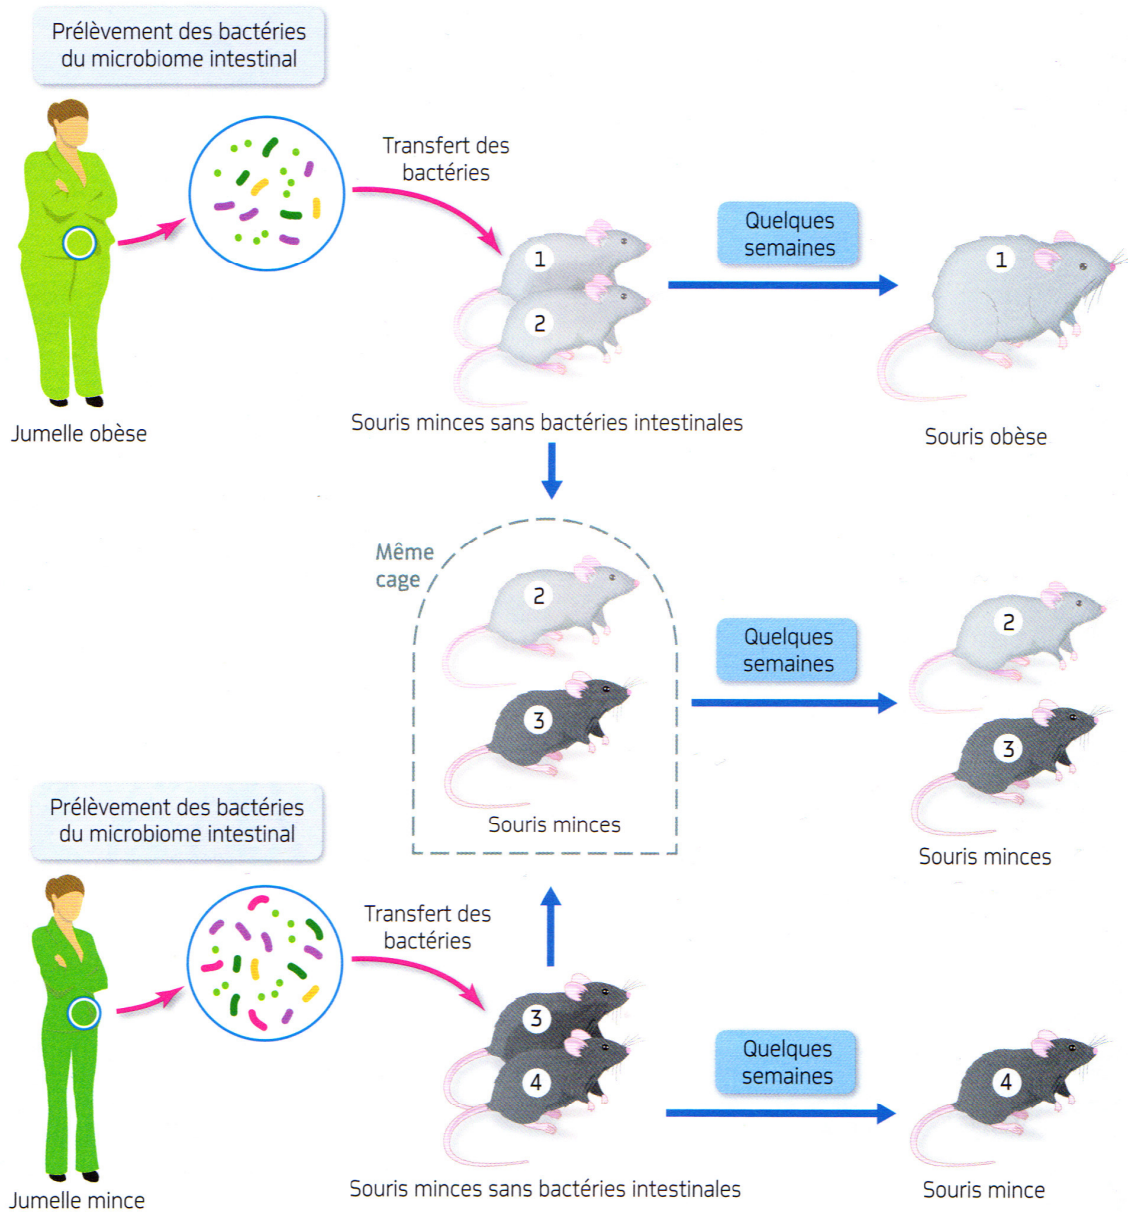 Prélèvement des bactéries
du microbiome intestinal
Transfert des
bactéries
Quelques
semaines
1
2
1
Jumelle obèse
Souris minces sans bactéries intestinales
Souris obèse
Même
cage
2
3
Souris minces
Quelques
semaines
2
3
Souris minces
Prélèvement des bactéries
du microbiome intestinal
Transfert des
bactéries
3
4
Quelques
semaines
4
Jumelle mince
Souris minces sans bactéries intestinales
Souris mince